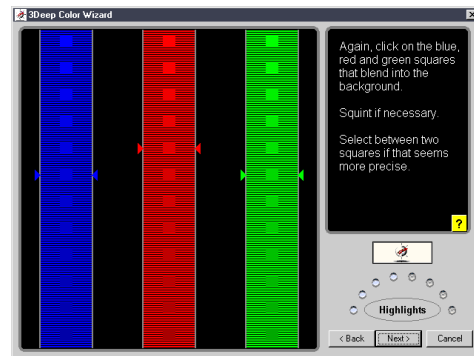 3Deep Color Wizard
Again, click on the blue,
red and green squares
that blend into the
background.
Squint if necessary.
Select between two
squares if that seems
more precise.
?
Highlights
< Back
Next >
Cancel